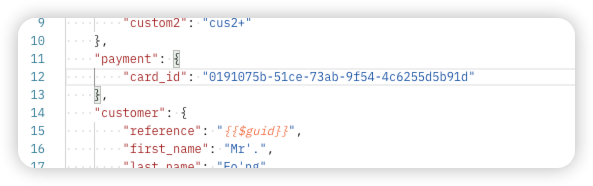 9 "custom2": "cus2+"
10 },
11 "payment": {
12 "card_id": "0191075b-51ce-73ab-9f54-4c6255d5b91d"
13 },
14 "customer": {
15 "reference": "{{$guid}}",
16 "first_name": "Mr'.",
17 "last_name": "Fo'ng"